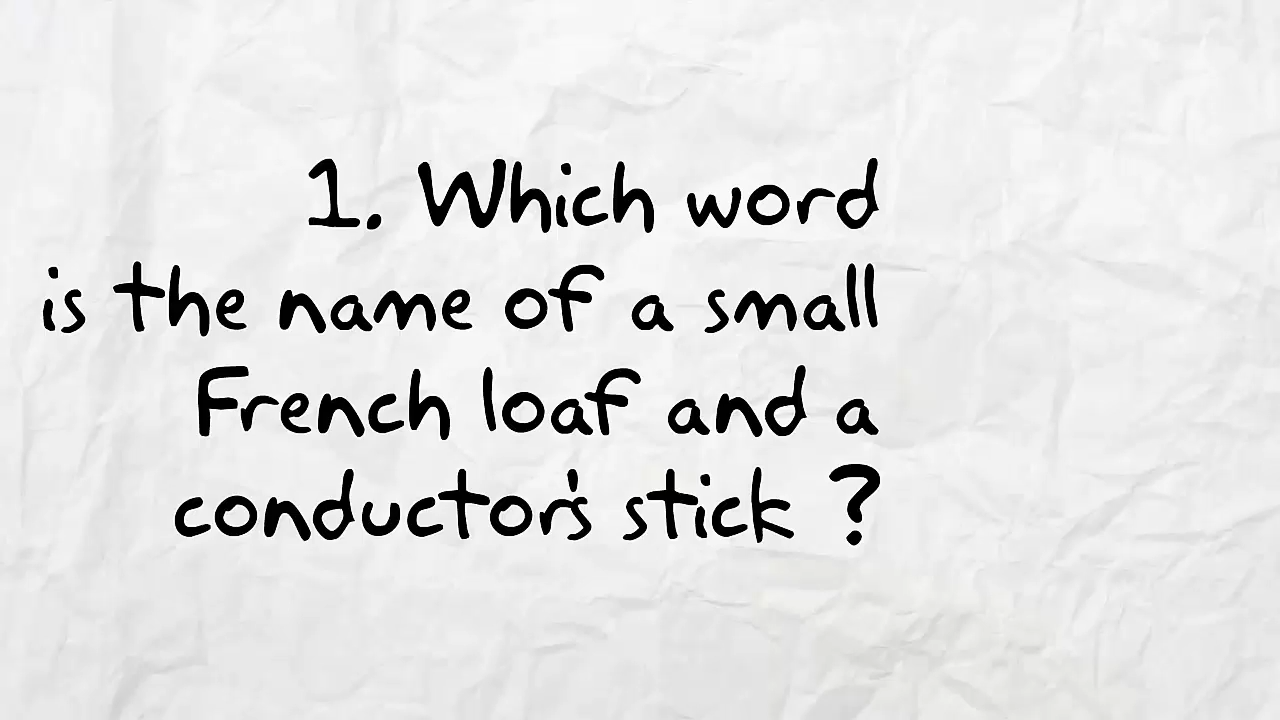 1. Which word
is the name of a small
French loaf and a
conductor's stick ?